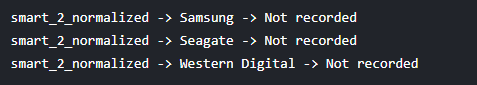 smart_2_normalized -> Samsung -> Not recorded
smart_2_normalized -> Seagate -> Not recorded
smart_2_normalized -> Western Digital -> Not recorded